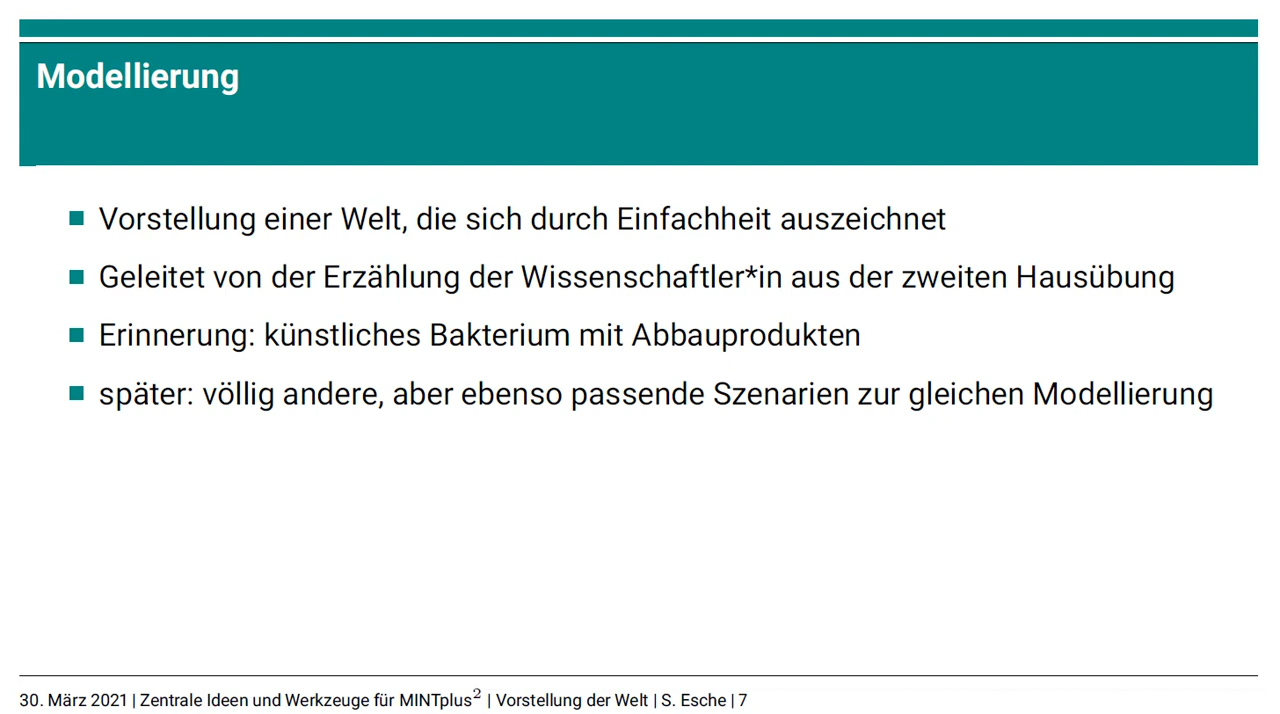 Modellierung
Vorstellung einer Welt, die sich durch Einfachheit auszeichnet
Geleitet von der Erzählung der Wissenschaftler*in aus der zweiten Hausübung
Erinnerung: künstliches Bakterium mit Abbauprodukten
später: völlig andere, aber ebenso passende Szenarien zur gleichen Modellierung
30. März 2021 | Zentrale Ideen und Werkzeuge für MINTplus² | Vorstellung der Welt | S. Esche | 7